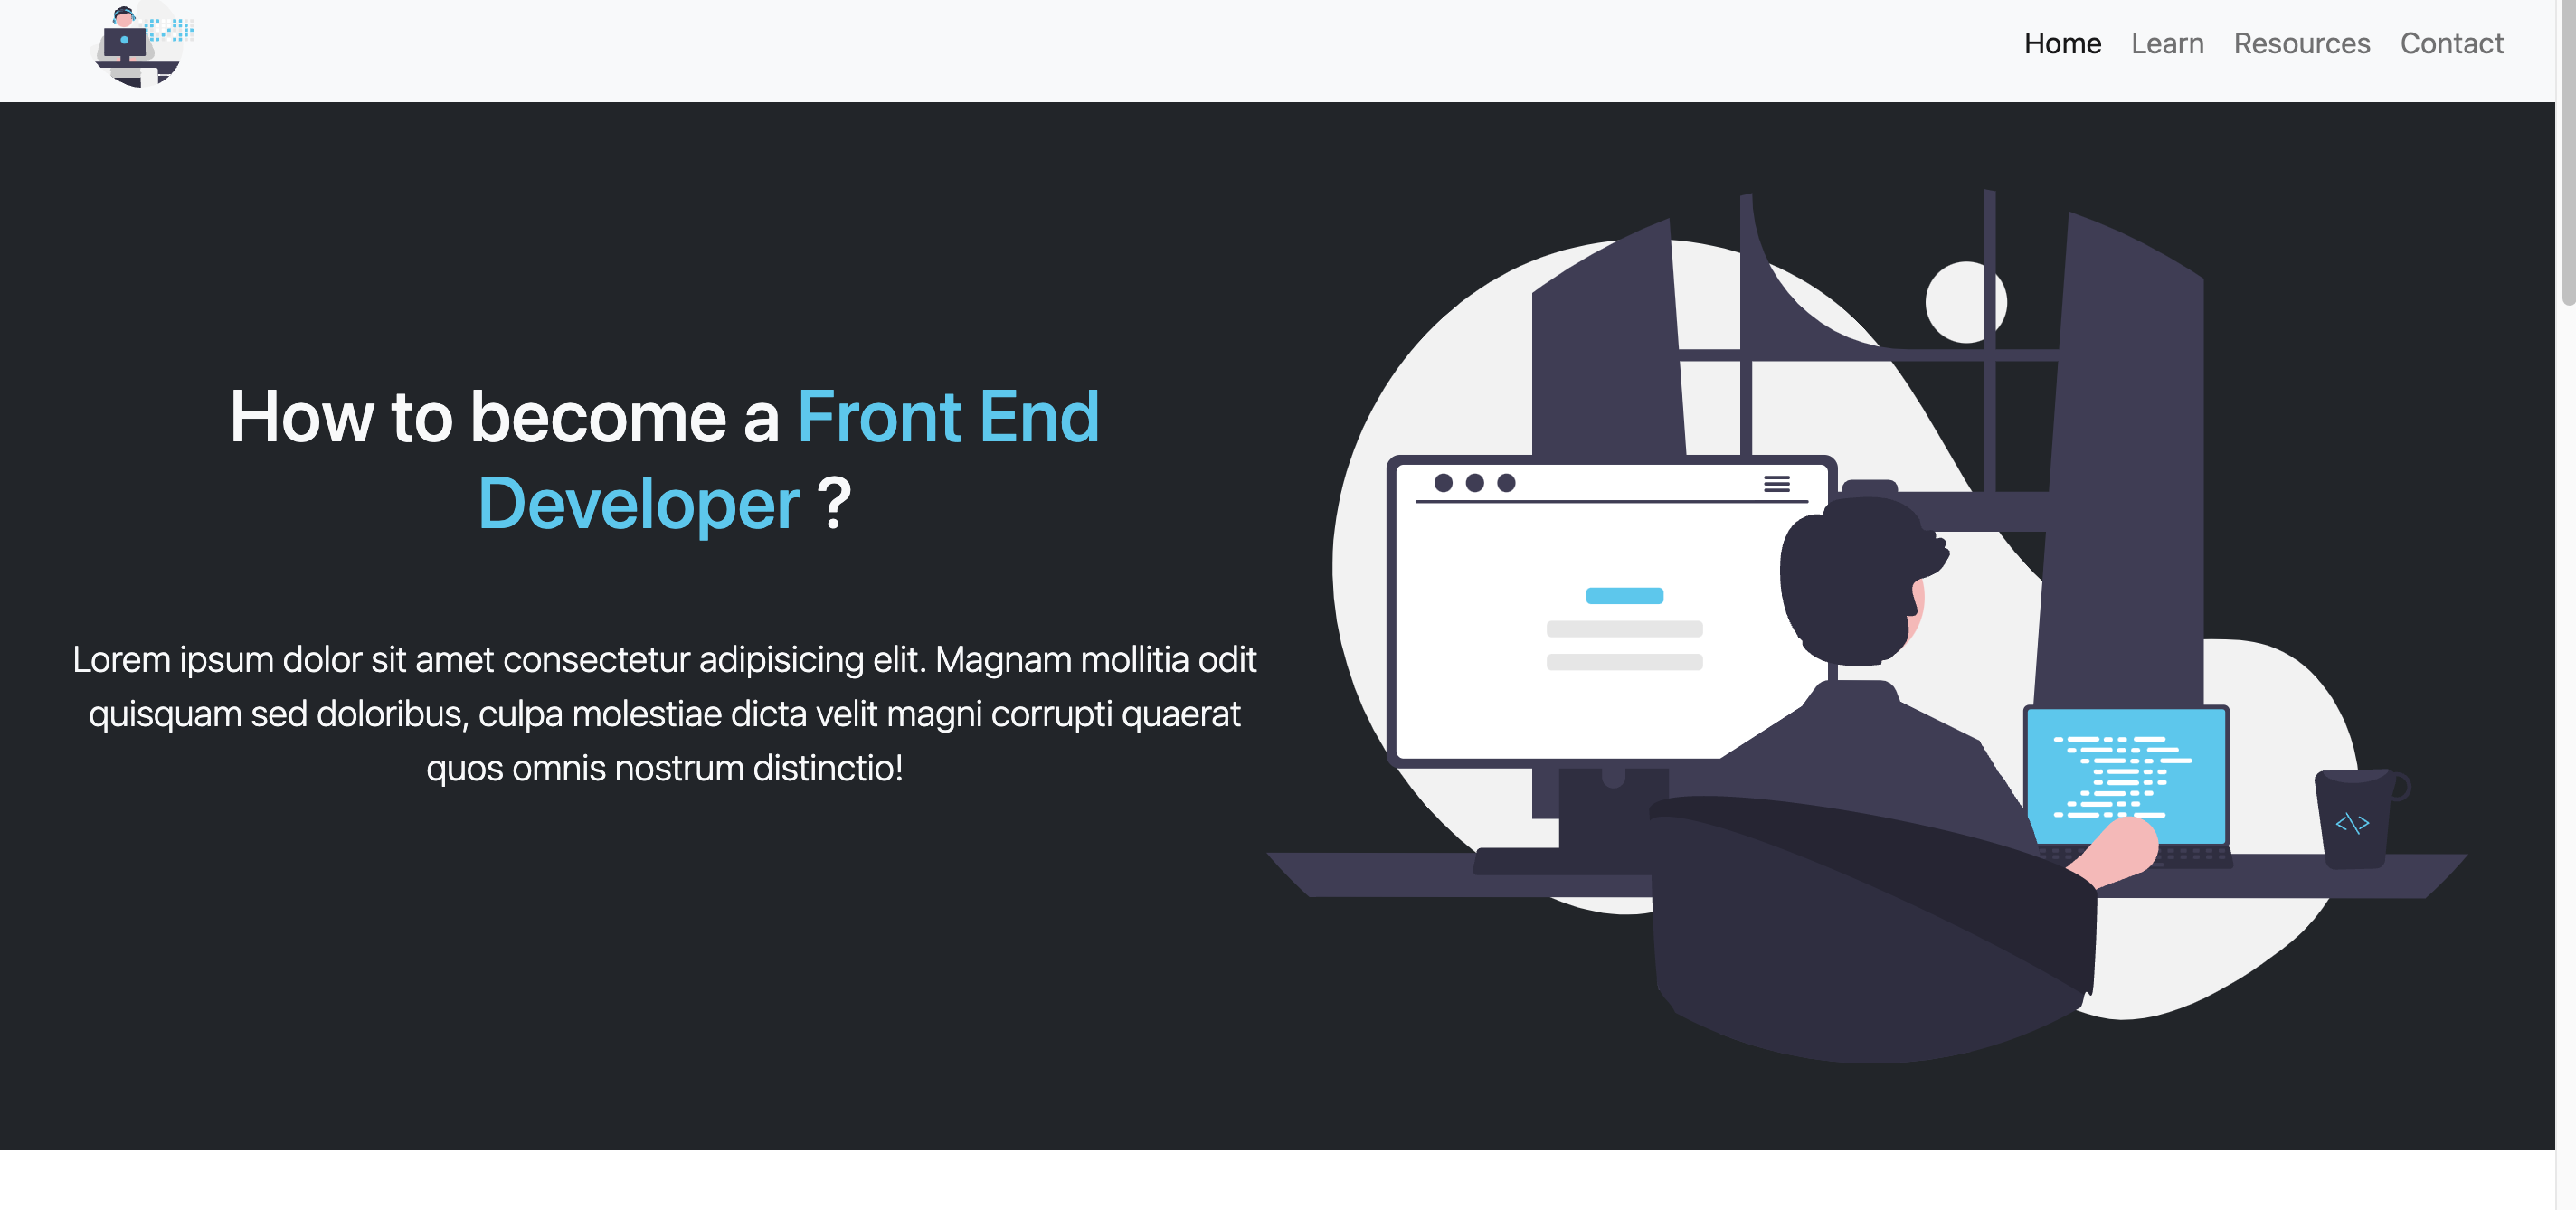 Home Learn Resources Contact
How to become a Front End
Developer ?
Lorem ipsum dolor sit amet consectetur adipisicing elit. Magnam mollitia odit
quisquam sed doloribus, culpa molestiae dicta velit magni corrupti quaerat
quos omnis nostrum distinctio!
<\>